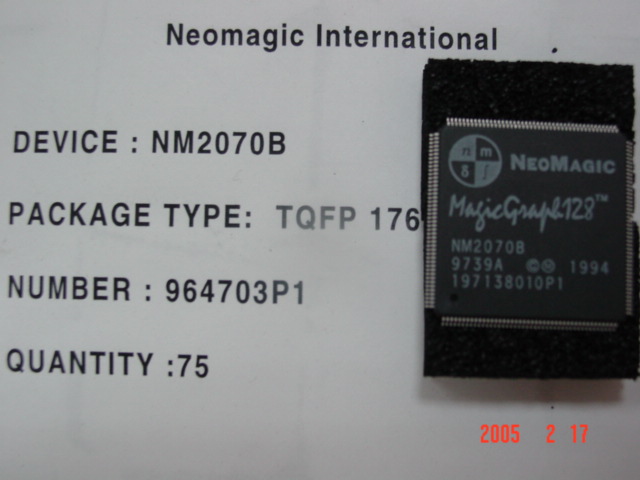 Neomagic International
DEVICE : NM2070B
PACKAGE TYPE: TQFP 176
NUMBER : 964703P1
QUANTITY :75
n m
δ ∫
NEOMAGIC
MagicGraph128™
NM2070B
9739A © Ⓜ 1994
197138010P1
2005 2 17